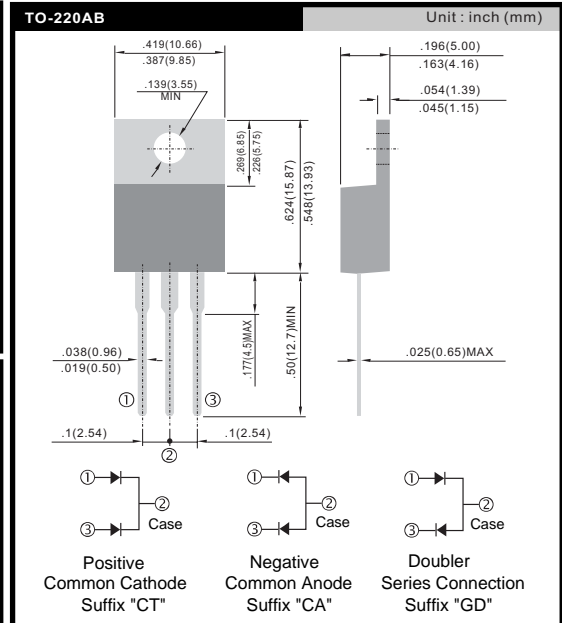 TO-220AB
Unit : inch (mm)
.419(10.66)
.387(9.85)
.196(5.00)
.163(4.16)
.139(3.55)
MIN
.054(1.39)
.045(1.15)
.269(6.85)
.226(5.75)
.624(15.87)
.548(13.93)
.177(4.5)MAX
.50(12.7)MIN
.038(0.96)
.019(0.50)
.025(0.65)MAX
① ③
.1(2.54) .1(2.54)
②
① ① ①
② ② ②
Case Case Case
③ ③ ③
Positive
Common Cathode
Suffix "CT"
Negative
Common Anode
Suffix "CA"
Doubler
Series Connection
Suffix "GD"